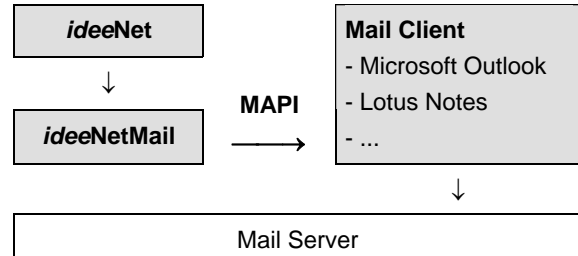 ideeNet
↓
ideeNetMail
MAPI
→
Mail Client
- Microsoft Outlook
- Lotus Notes
- ...
↓
Mail Server